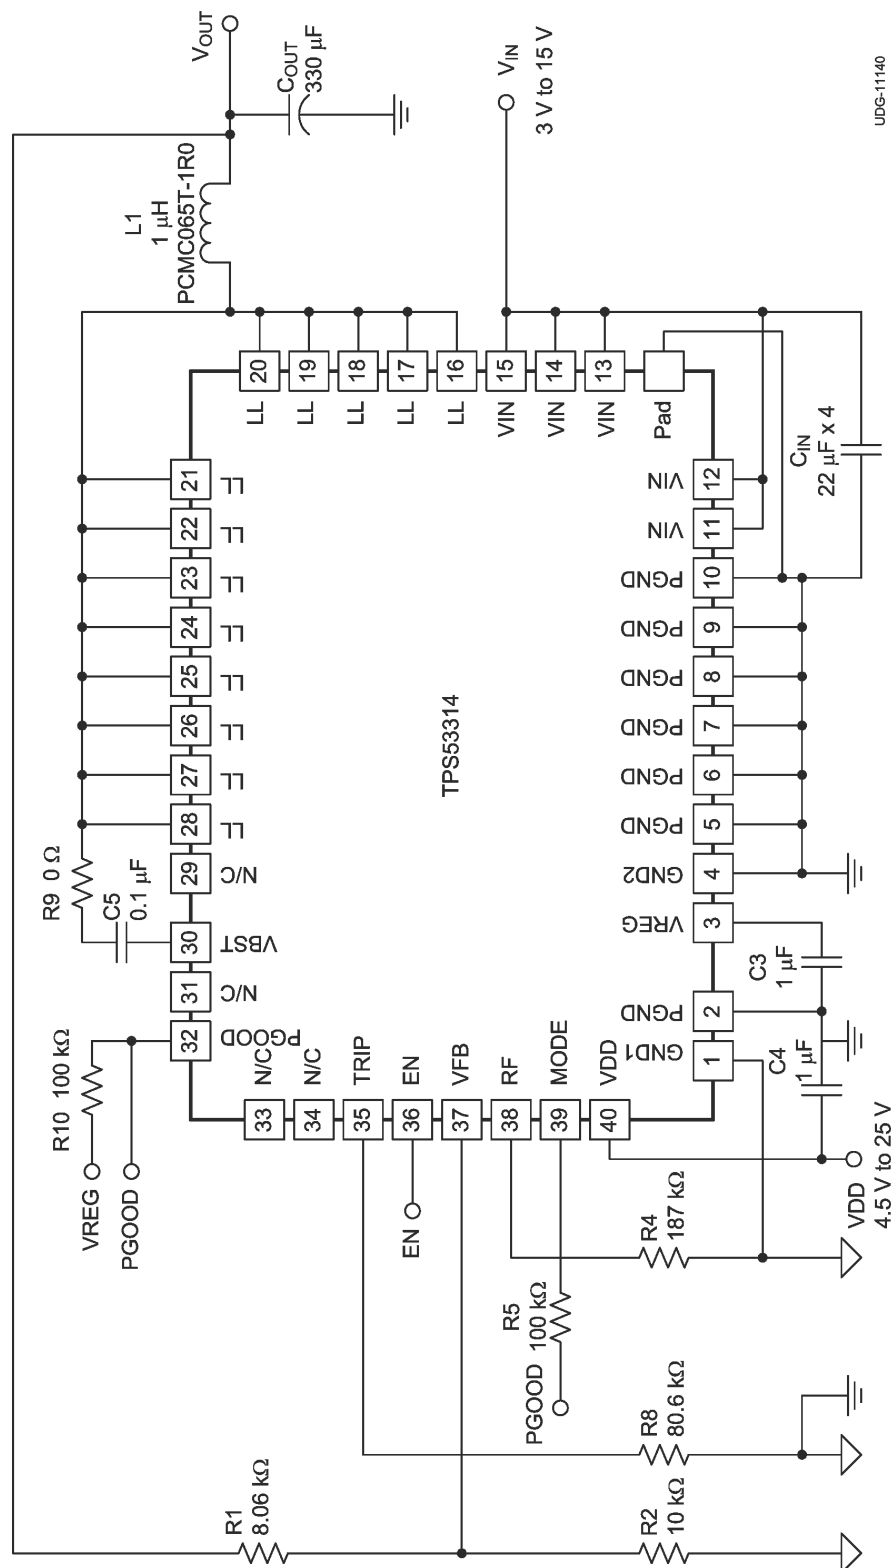 V_OUT
C_OUT
330 µF
L1
1 µH
PCMC065T-1R0
V_IN
3 V to 15 V
UDG-11140
20
19
18
17
16
15
14
13
LL
LL
LL
LL
LL
VIN
VIN
VIN
Pad
21
22
23
24
25
26
27
28
29
30
31
32
LL
LL
LL
LL
LL
LL
LL
LL
N/C
VBST
N/C
PGOOD
TPS53314
12
11
10
9
8
7
6
5
4
3
2
1
VIN
VIN
PGND
PGND
PGND
PGND
PGND
PGND
GND2
VREG
PGND
GND1
C_IN
22 µF x 4
R9 0 Ω
C5
0.1 µF
R10 100 kΩ
VREG
PGOOD
N/C
N/C
TRIP
EN
VFB
RF
MODE
VDD
33
34
35
36
37
38
39
40
EN
C3
1 µF
C4
1 µF
VDD
4.5 V to 25 V
R4
187 kΩ
R5
100 kΩ
PGOOD
R8
80.6 kΩ
R1
8.06 kΩ
R2
10 kΩ